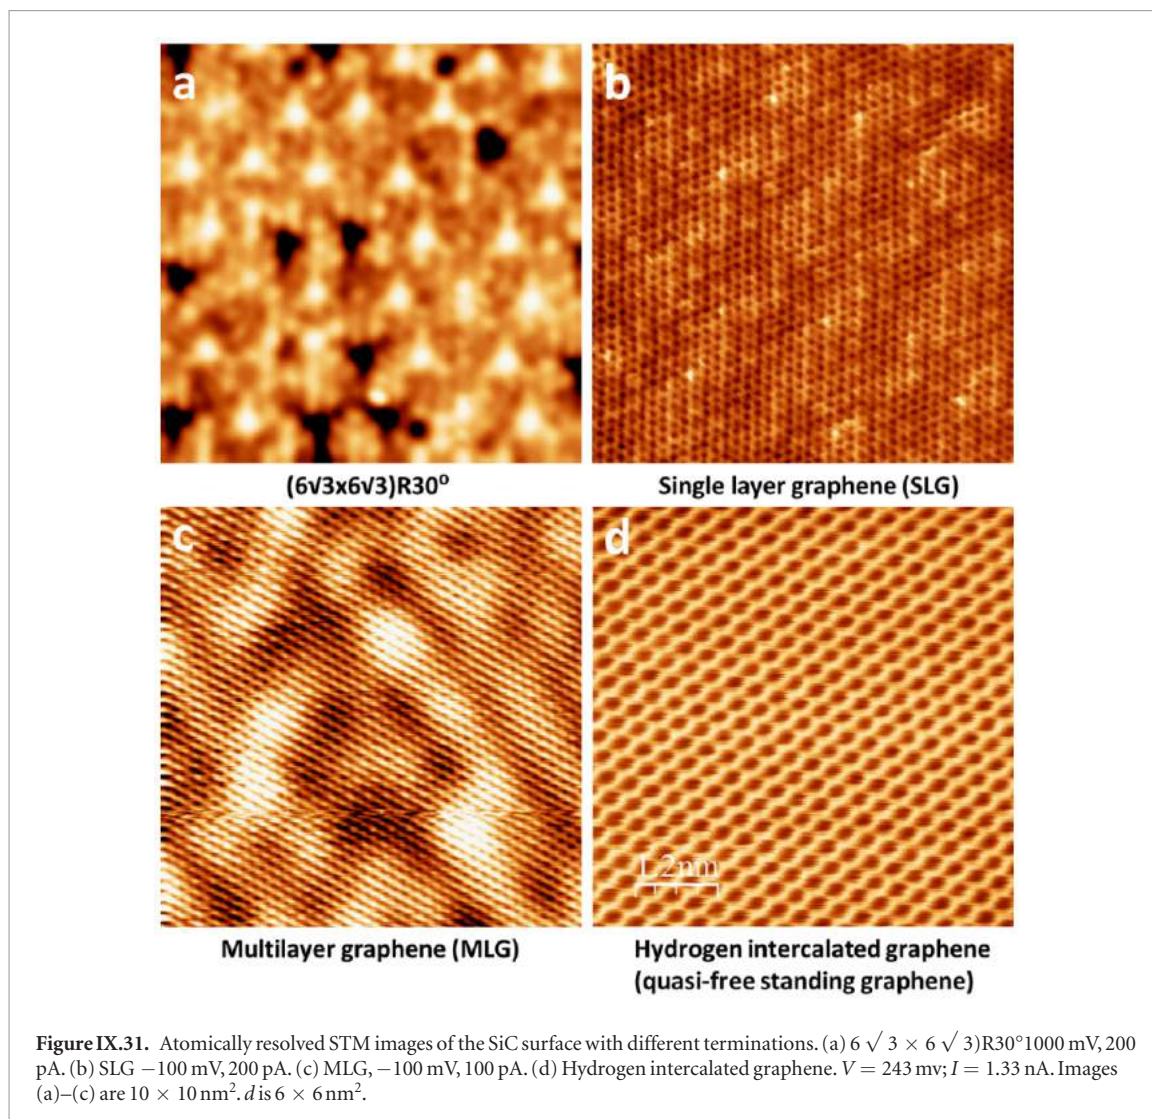 a
b
(6√3x6√3)R30⁰
Single layer graphene (SLG)
c
d
1.2nm
Multilayer graphene (MLG)
Hydrogen intercalated graphene
(quasi-free standing graphene)
Figure IX.31. Atomically resolved STM images of the SiC surface with different terminations. (a) 6 √ 3 × 6 √ 3)R30°1000 mV, 200
pA. (b) SLG −100 mV, 200 pA. (c) MLG, −100 mV, 100 pA. (d) Hydrogen intercalated graphene. V = 243 mv; I = 1.33 nA. Images
(a)–(c) are 10 × 10 nm². d is 6 × 6 nm².